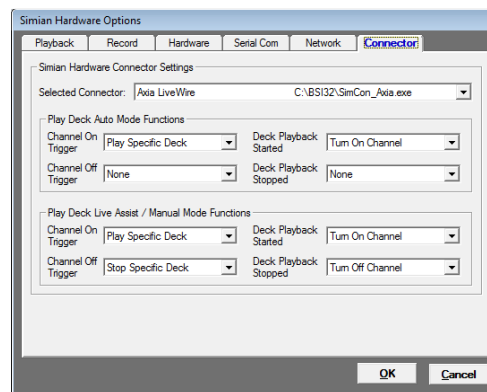 Simian Hardware Options
Playback Record Hardware Serial Com Network Connector
Simian Hardware Connector Settings
Selected Connector: Axia LiveWire C:\BSI32\SimCon_Axia.exe
Play Deck Auto Mode Functions
Channel On Trigger Play Specific Deck Deck Playback Started Turn On Channel
Channel Off Trigger None Deck Playback Stopped None
Play Deck Live Assist / Manual Mode Functions
Channel On Trigger Play Specific Deck Deck Playback Started Turn On Channel
Channel Off Trigger Stop Specific Deck Deck Playback Stopped Turn Off Channel
OK Cancel